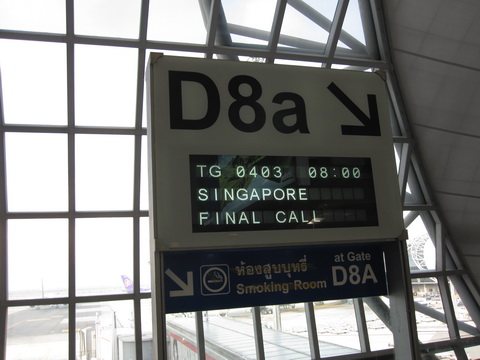 D8a
TG 0403 08:00
SINGAPORE
FINAL CALL
ห้องสูบบุหรี่
Smoking Room
at Gate
D8A